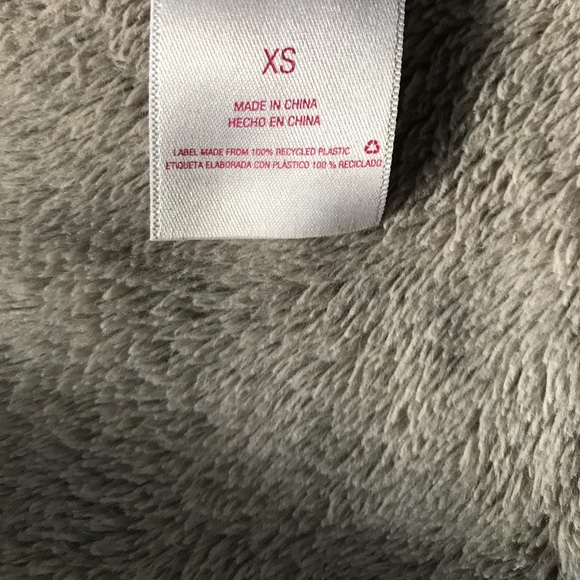 XS
MADE IN CHINA
HECHO EN CHINA
LABEL MADE FROM 100% RECYCLED PLASTIC
ETIQUETA ELABORADA CON PLÁSTICO 100 % RECICLADO